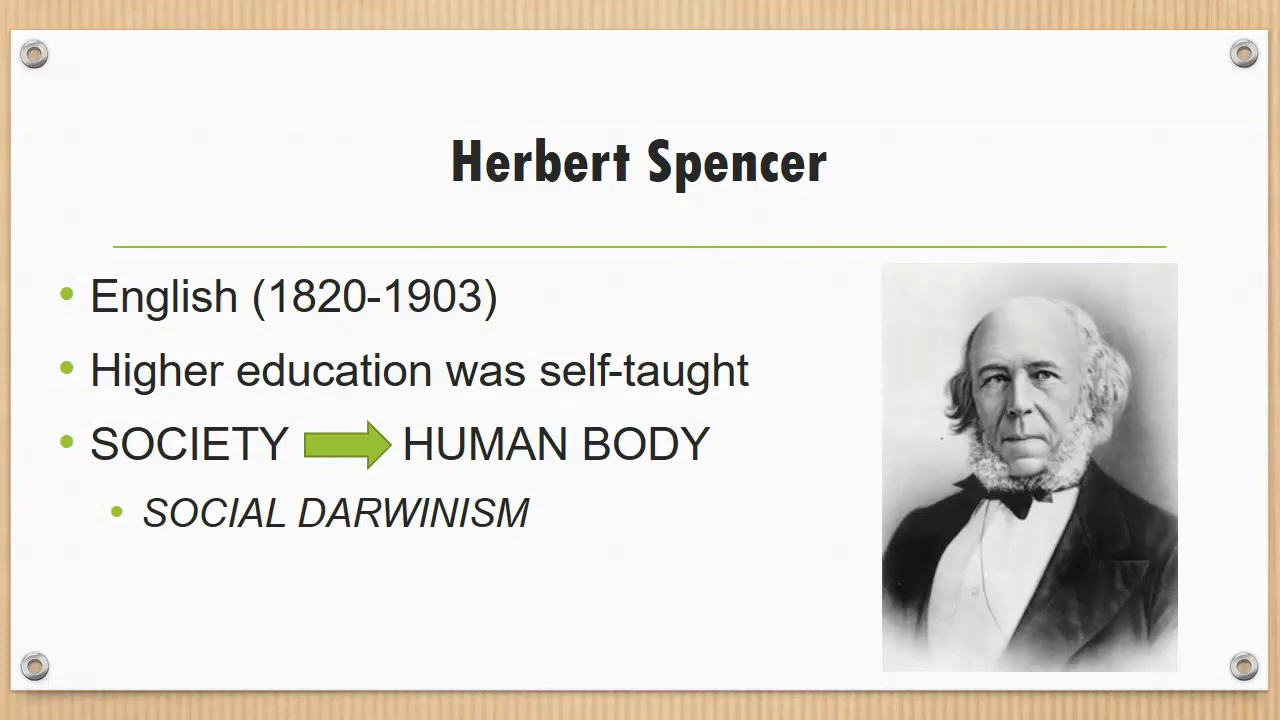 Herbert Spencer
• English (1820-1903)
• Higher education was self-taught
• SOCIETY HUMAN BODY
• SOCIAL DARWINISM